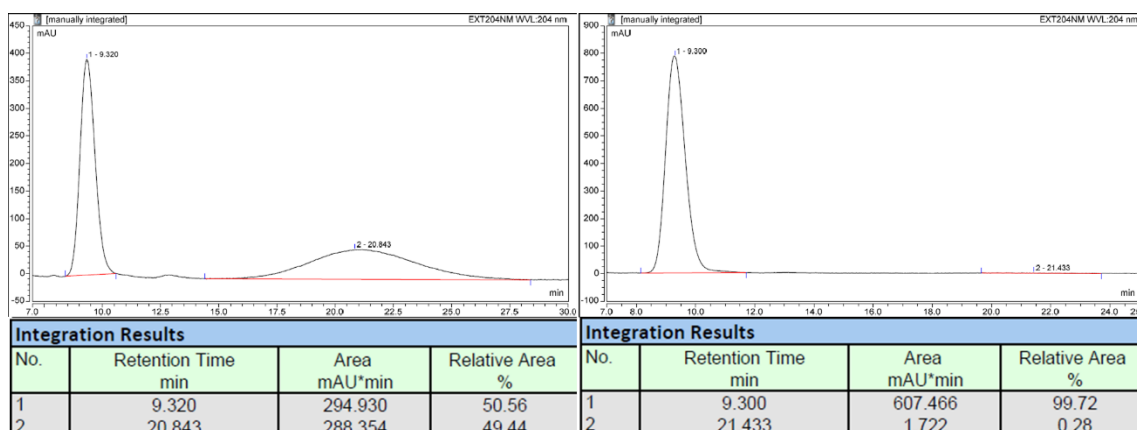 [manually integrated]
EXT204NM WVL:204 nm
mAU
450
400
350
300
250
200
150
100
50
0
-50
1 - 9.320
2 - 20.843
min
7.0 10.0 12.5 15.0 17.5 20.0 22.5 25.0 27.5 30.0
Integration Results
No. Retention Time Area Relative Area
min mAU*min %
1 9.320 294.930 50.56
2 20.843 288.354 49.44
[manually integrated]
EXT204NM WVL:204 nm
mAU
900
800
700
600
500
400
300
200
100
0
-100
1 - 9.300
2 - 21.433
min
7.0 8.0 10.0 12.0 14.0 16.0 18.0 20.0 22.0 24.0
Integration Results
No. Retention Time Area Relative Area
min mAU*min %
1 9.300 607.466 99.72
2 21.433 1.722 0.28